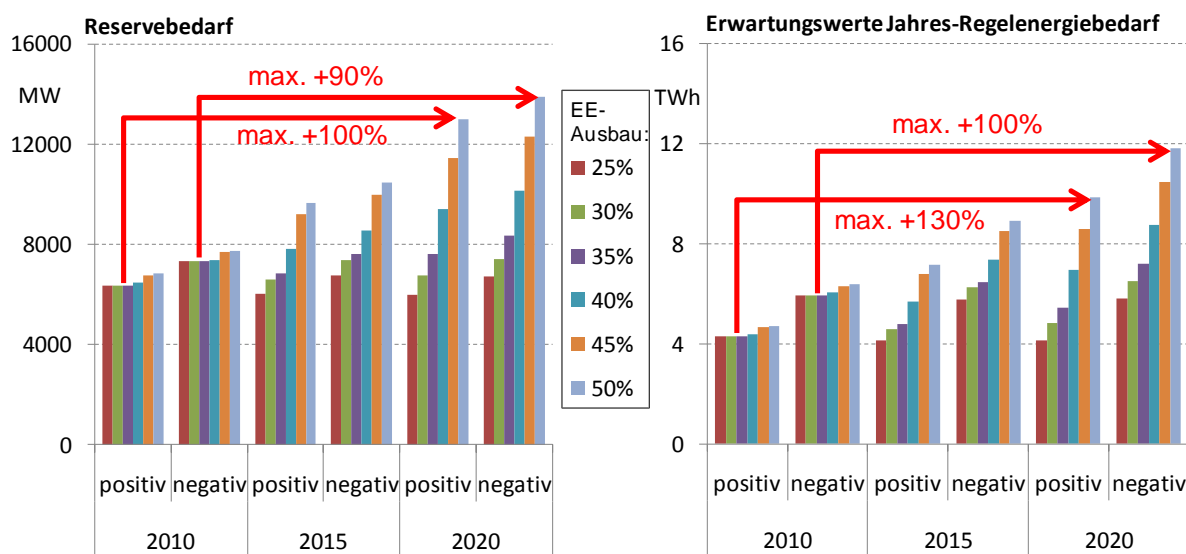 Reservebedarf
16000
MW
12000
8000
4000
0
max. +90%
max. +100%
positiv negativ positiv negativ positiv negativ
2010 2015 2020
EE-
Ausbau:
25%
30%
35%
40%
45%
50%
Erwartungswerte Jahres-Regelenergiebedarf
16
TWh
12
8
4
0
max. +100%
max. +130%
positiv negativ positiv negativ positiv negativ
2010 2015 2020